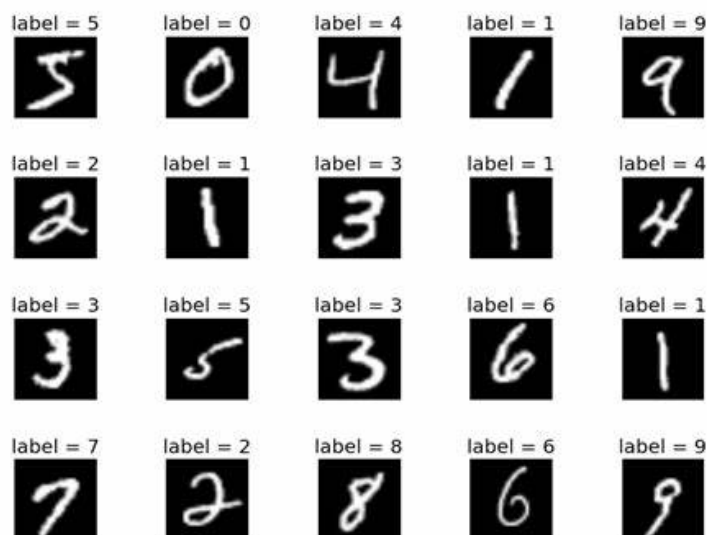 label = 5 label = 0 label = 4 label = 1 label = 9
5 0 4 1 9
label = 2 label = 1 label = 3 label = 1 label = 4
2 1 3 1 4
label = 3 label = 5 label = 3 label = 6 label = 1
3 5 3 6 1
label = 7 label = 2 label = 8 label = 6 label = 9
7 2 8 6 9